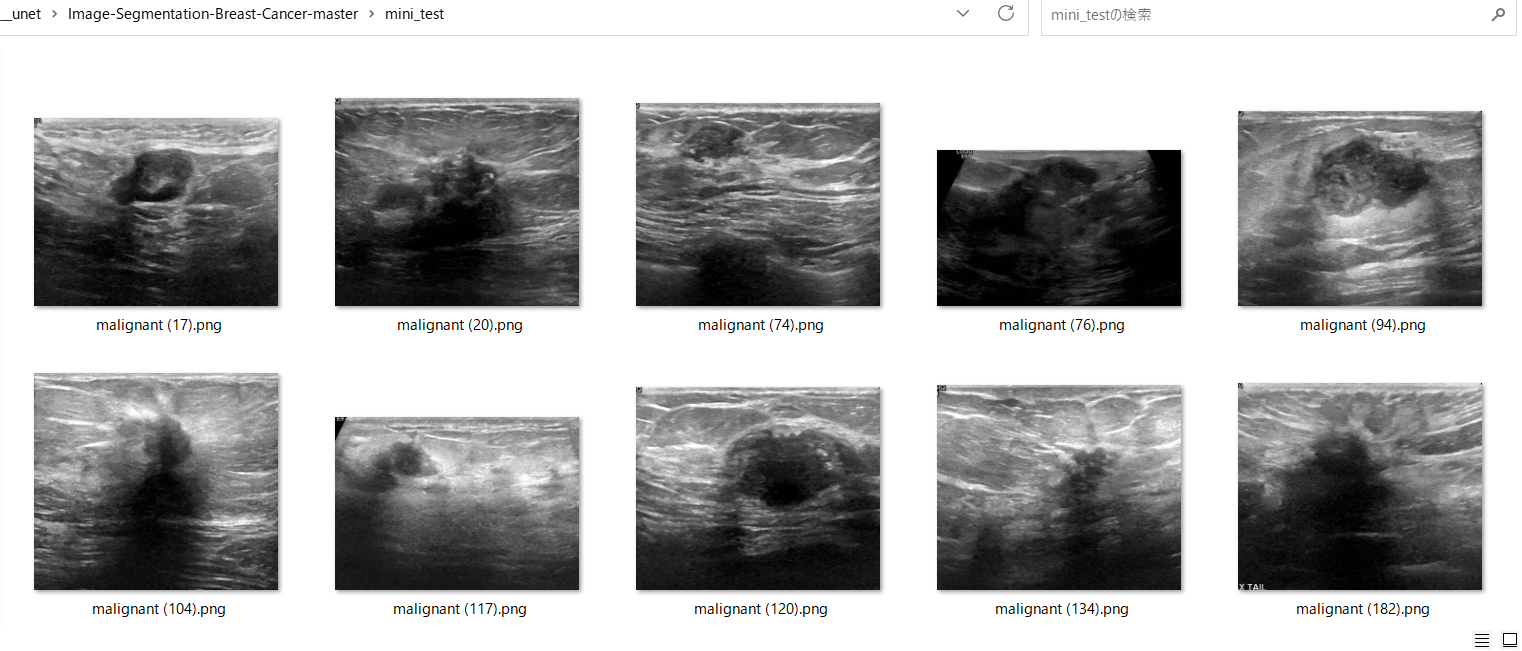 __unet > Image-Segmentation-Breast-Cancer-master > mini_test
mini_testの検索
malignant (17).png
malignant (20).png
malignant (74).png
malignant (76).png
malignant (94).png
X TAIL
malignant (104).png
malignant (117).png
malignant (120).png
malignant (134).png
malignant (182).png